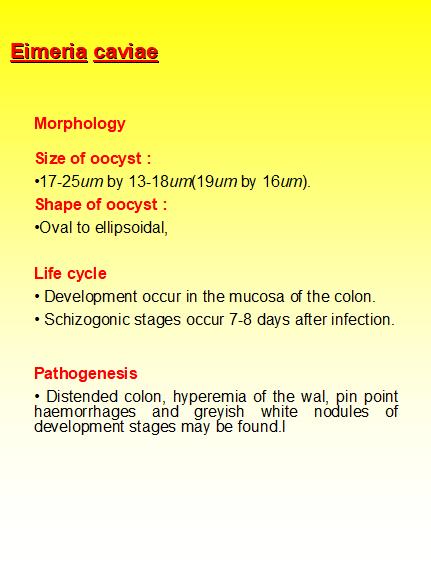 Eimeria caviae
Morphology
Size of oocyst :
•17-25um by 13-18um(19um by 16um).
Shape of oocyst :
•Oval to ellipsoidal,
Life cycle
• Development occur in the mucosa of the colon.
• Schizogonic stages occur 7-8 days after infection.
Pathogenesis
• Distended colon, hyperemia of the wal, pin point
haemorrhages and greyish white nodules of
development stages may be found.l